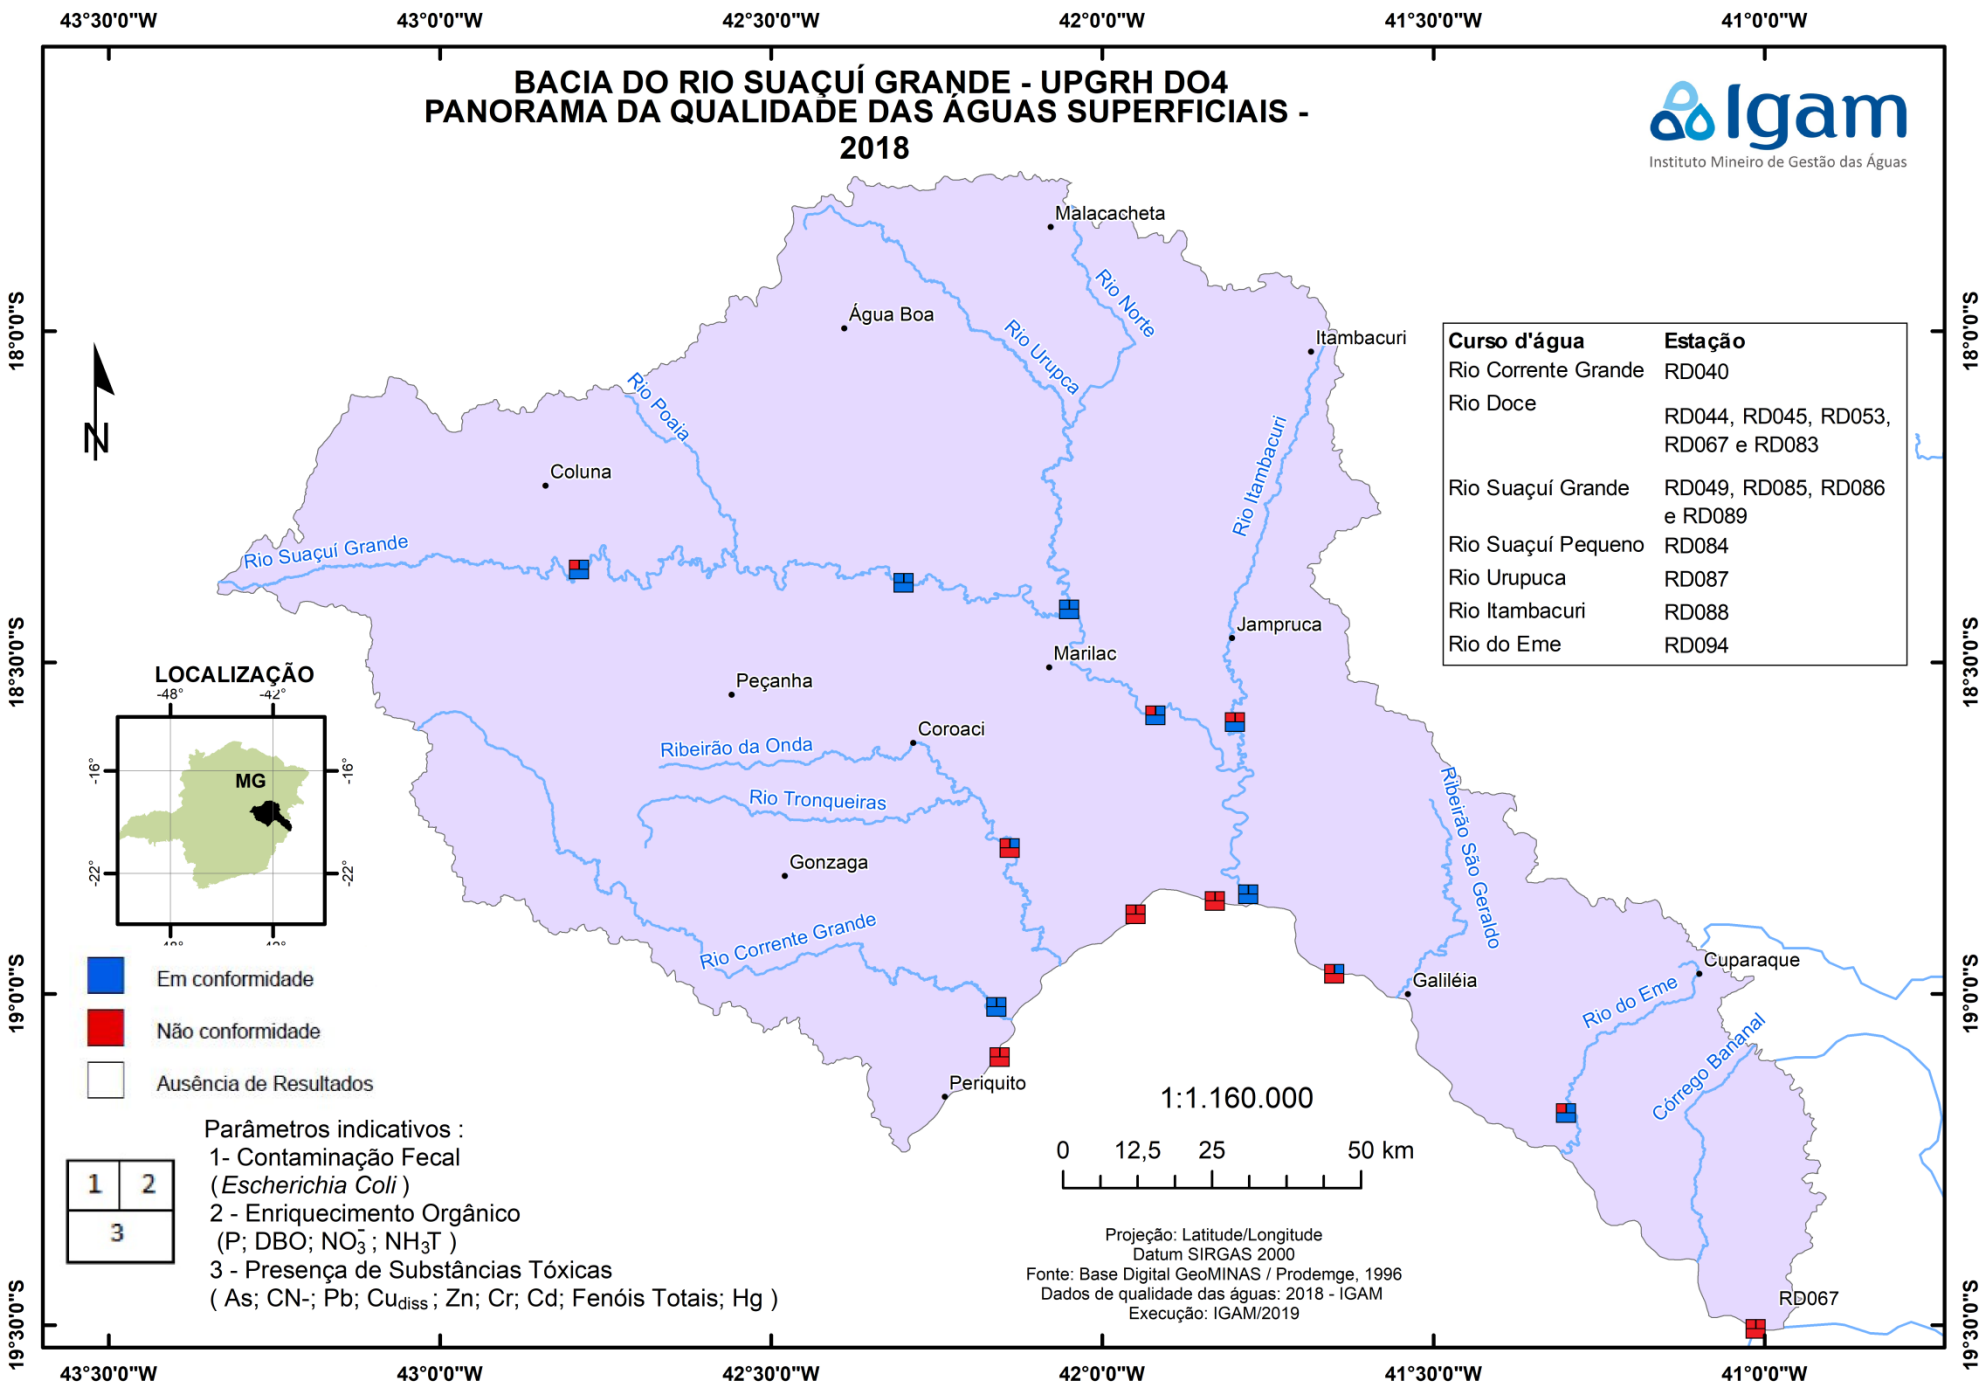 43°30'0"W 43°0'0"W 42°30'0"W 42°0'0"W 41°30'0"W 41°0'0"W
BACIA DO RIO SUAÇUÍ GRANDE - UPGRH DO4
PANORAMA DA QUALIDADE DAS ÁGUAS SUPERFICIAIS -
2018
Igam
Instituto Mineiro de Gestão das Águas
Malacacheta
Rio Norte
Água Boa
Rio Urupca
Itambacuri
18°0'0"S
18°0'0"S
Rio Poaia
Rio Itambacuri
Coluna
Rio Suaçuí Grande
N
Curso d'água Estação
Rio Corrente Grande RD040
Rio Doce
RD044, RD045, RD053,
RD067 e RD083
Rio Suaçuí Grande RD049, RD085, RD086
e RD089
Rio Suaçuí Pequeno RD084
Rio Urupuca RD087
Rio Itambacuri RD088
Rio do Eme RD094
Jampruca
Marilac
18°30'0"S
18°30'0"S
Peçanha
Coroaci
Ribeirão da Onda
Rio Tronqueiras
Gonzaga
Rio Corrente Grande
Ribeirão São Geraldo
Galiléia
Cuparaque
Rio do Eme
Córrego Bananal
Periquito
RD067
LOCALIZAÇÃO
-48° -42°
-16° -16°
MG
-22° -22°
19°0'0"S
19°0'0"S
Em conformidade
Não conformidade
Ausência de Resultados
Parâmetros indicativos :
1- Contaminação Fecal
(Escherichia Coli )
2 - Enriquecimento Orgânico
(P; DBO; NO3-; NH3T )
3 - Presença de Substâncias Tóxicas
( As; CN-; Pb; Cudiss; Zn; Cr; Cd; Fenóis Totais; Hg )
1 2
3
1:1.160.000
0 12,5 25 50 km
Projeção: Latitude/Longitude
Datum SIRGAS 2000
Fonte: Base Digital GeoMINAS / Prodemge, 1996
Dados de qualidade das águas: 2018 - IGAM
Execução: IGAM/2019
19°30'0"S
19°30'0"S
43°30'0"W 43°0'0"W 42°30'0"W 42°0'0"W 41°30'0"W 41°0'0"W